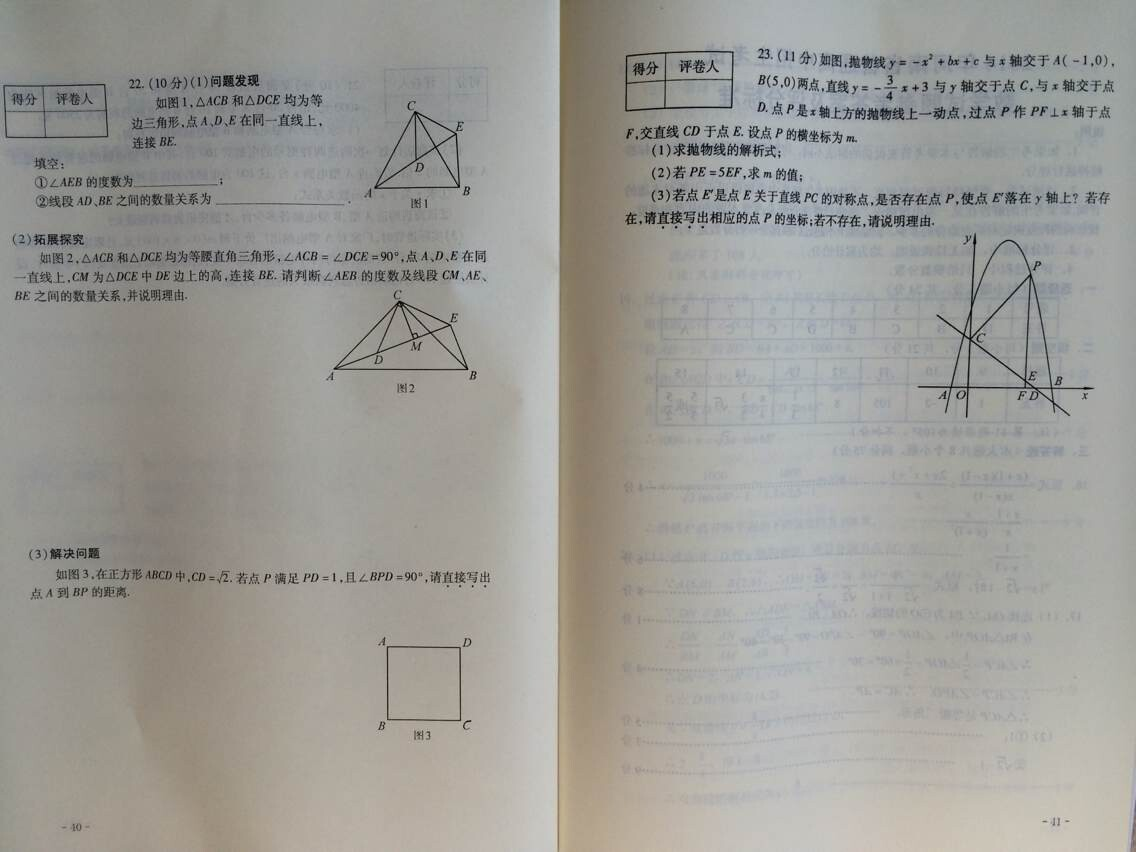 得分 评卷人
22. (10分)(1)问题发现
如图1,△ACB和△DCE均为等
边三角形,点A、D、E在同一直线上,
连接BE.
填空:
①∠AEB的度数为__________;
②线段AD、BE之间的数量关系为__________.
C
E
D
A
B
图1
(2)拓展探究
如图2,△ACB和△DCE均为等腰直角三角形,∠ACB=∠DCE=90°,点A、D、E在同
一直线上,CM为△DCE中DE边上的高,连接BE.请判断∠AEB的度数及线段CM、AE、
BE之间的数量关系,并说明理由.
C
E
M
D
A
B
图2
(3)解决问题
如图3,在正方形ABCD中,CD=√2.若点P满足PD=1,且∠BPD=90°,请直接写出
点A到BP的距离.
A D
B C
图3
- 40 -
得分 评卷人
23. (11分)如图,抛物线y=-x²+bx+c与x轴交于A(-1,0),
B(5,0)两点,直线y=-3/4x+3与y轴交于点C,与x轴交于点
D.点P是x轴上方的抛物线上一动点,过点P作PF⊥x轴于点
F,交直线CD于点E.设点P的横坐标为m.
(1)求抛物线的解析式;
(2)若PE=5EF,求m的值;
(3)若点E′是点E关于直线PC的对称点,是否存在点P,使点E′落在y轴上?若存
在,请直接写出相应的点P的坐标;若不存在,请说明理由.
y
P
C
E B
A O F D x
- 41 -